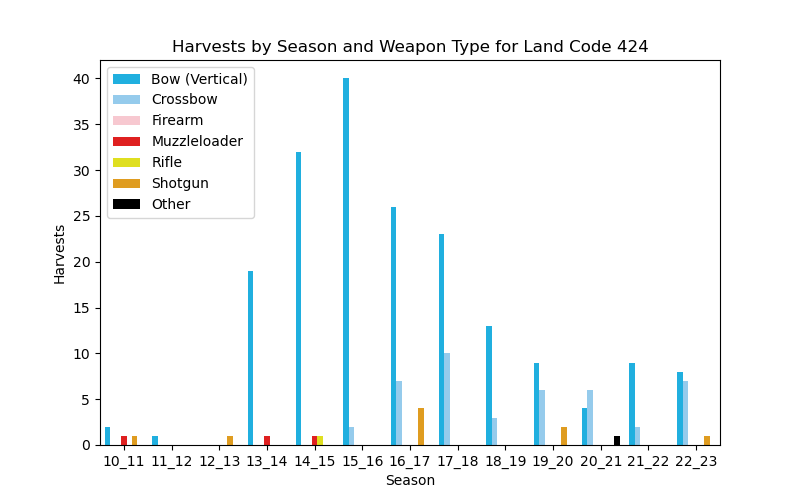 Harvests by Season and Weapon Type for Land Code 424
40
35
30
25
20
15
10
5
0
Harvests
Bow (Vertical)
Crossbow
Firearm
Muzzleloader
Rifle
Shotgun
Other
10_11 11_12 12_13 13_14 14_15 15_16 16_17 17_18 18_19 19_20 20_21 21_22 22_23
Season